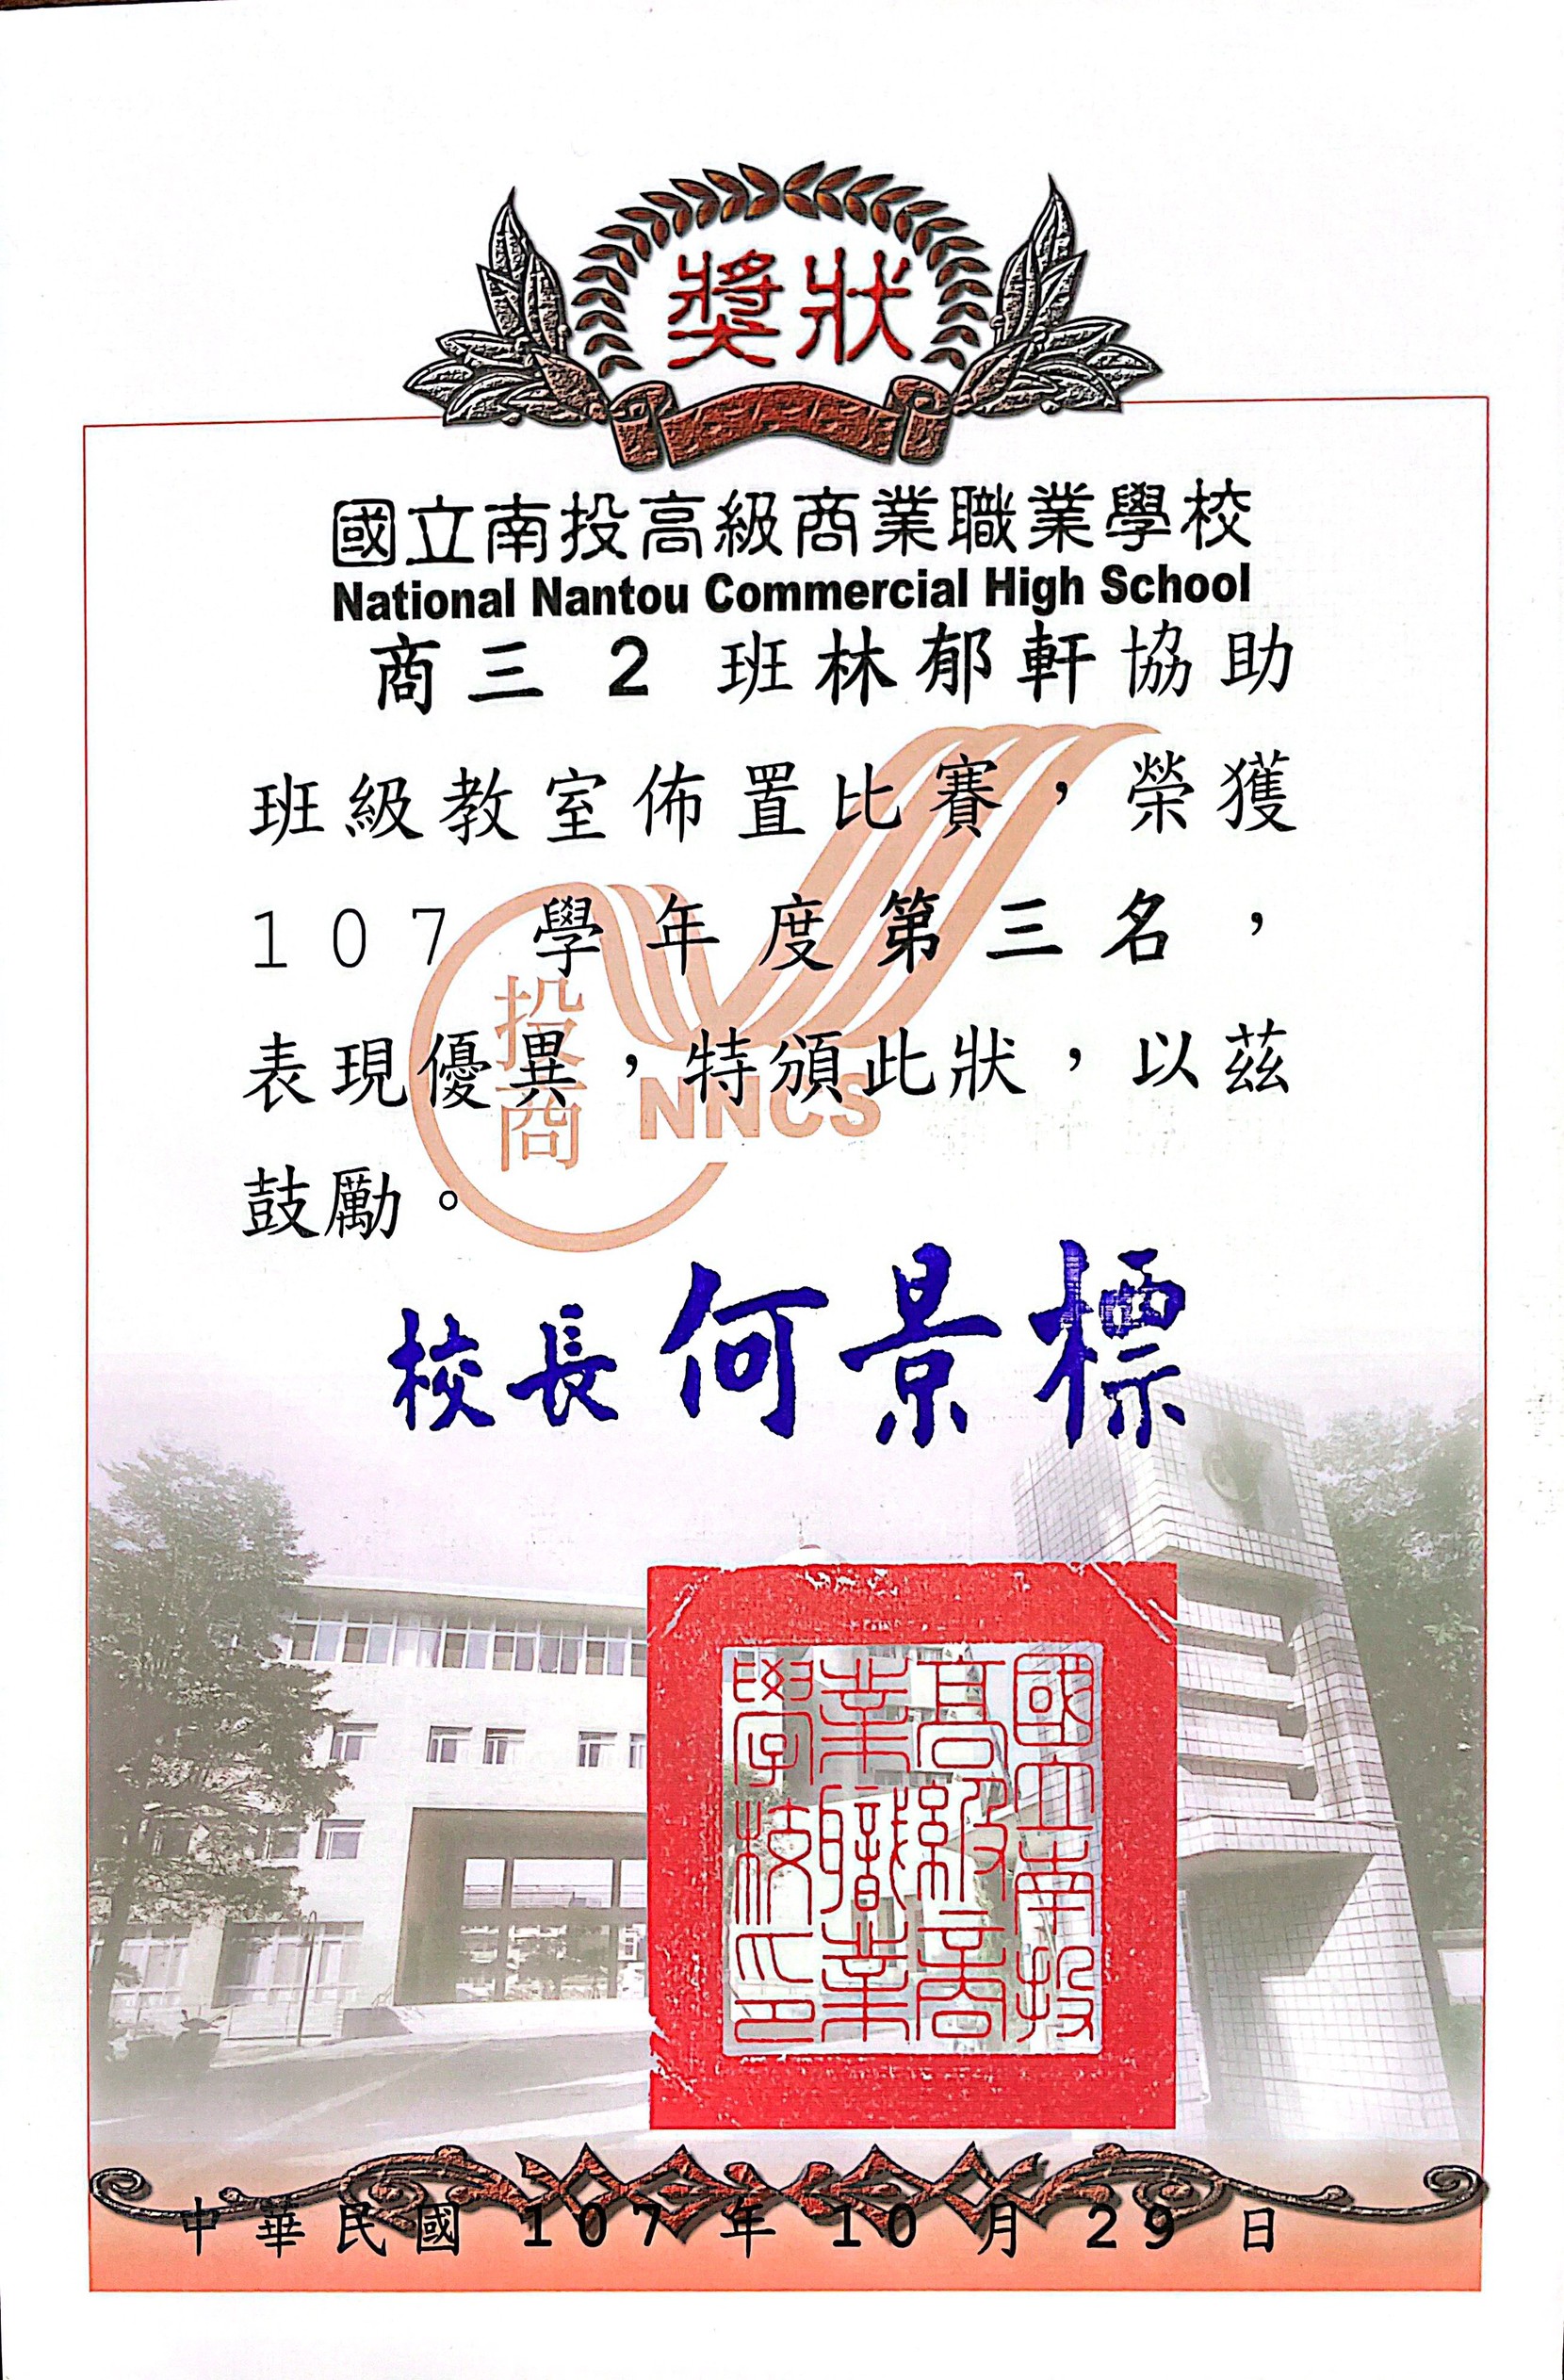 獎狀
國立南投高級商業職業學校
National Nantou Commercial High School
商三 2 班林郁軒協助
班級教室佈置比賽，榮獲
107 學年度第三名，
表現優異，特頒此狀，以茲
鼓勵。
投商
NNCS
校長何景標
國立南投
高級商
業職業
學校印
中華民國 107 年 10 月 29 日